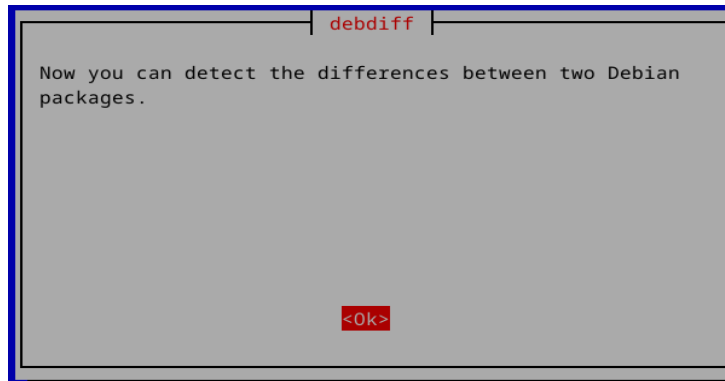 debdiff
Now you can detect the differences between two Debian
packages.
<Ok>